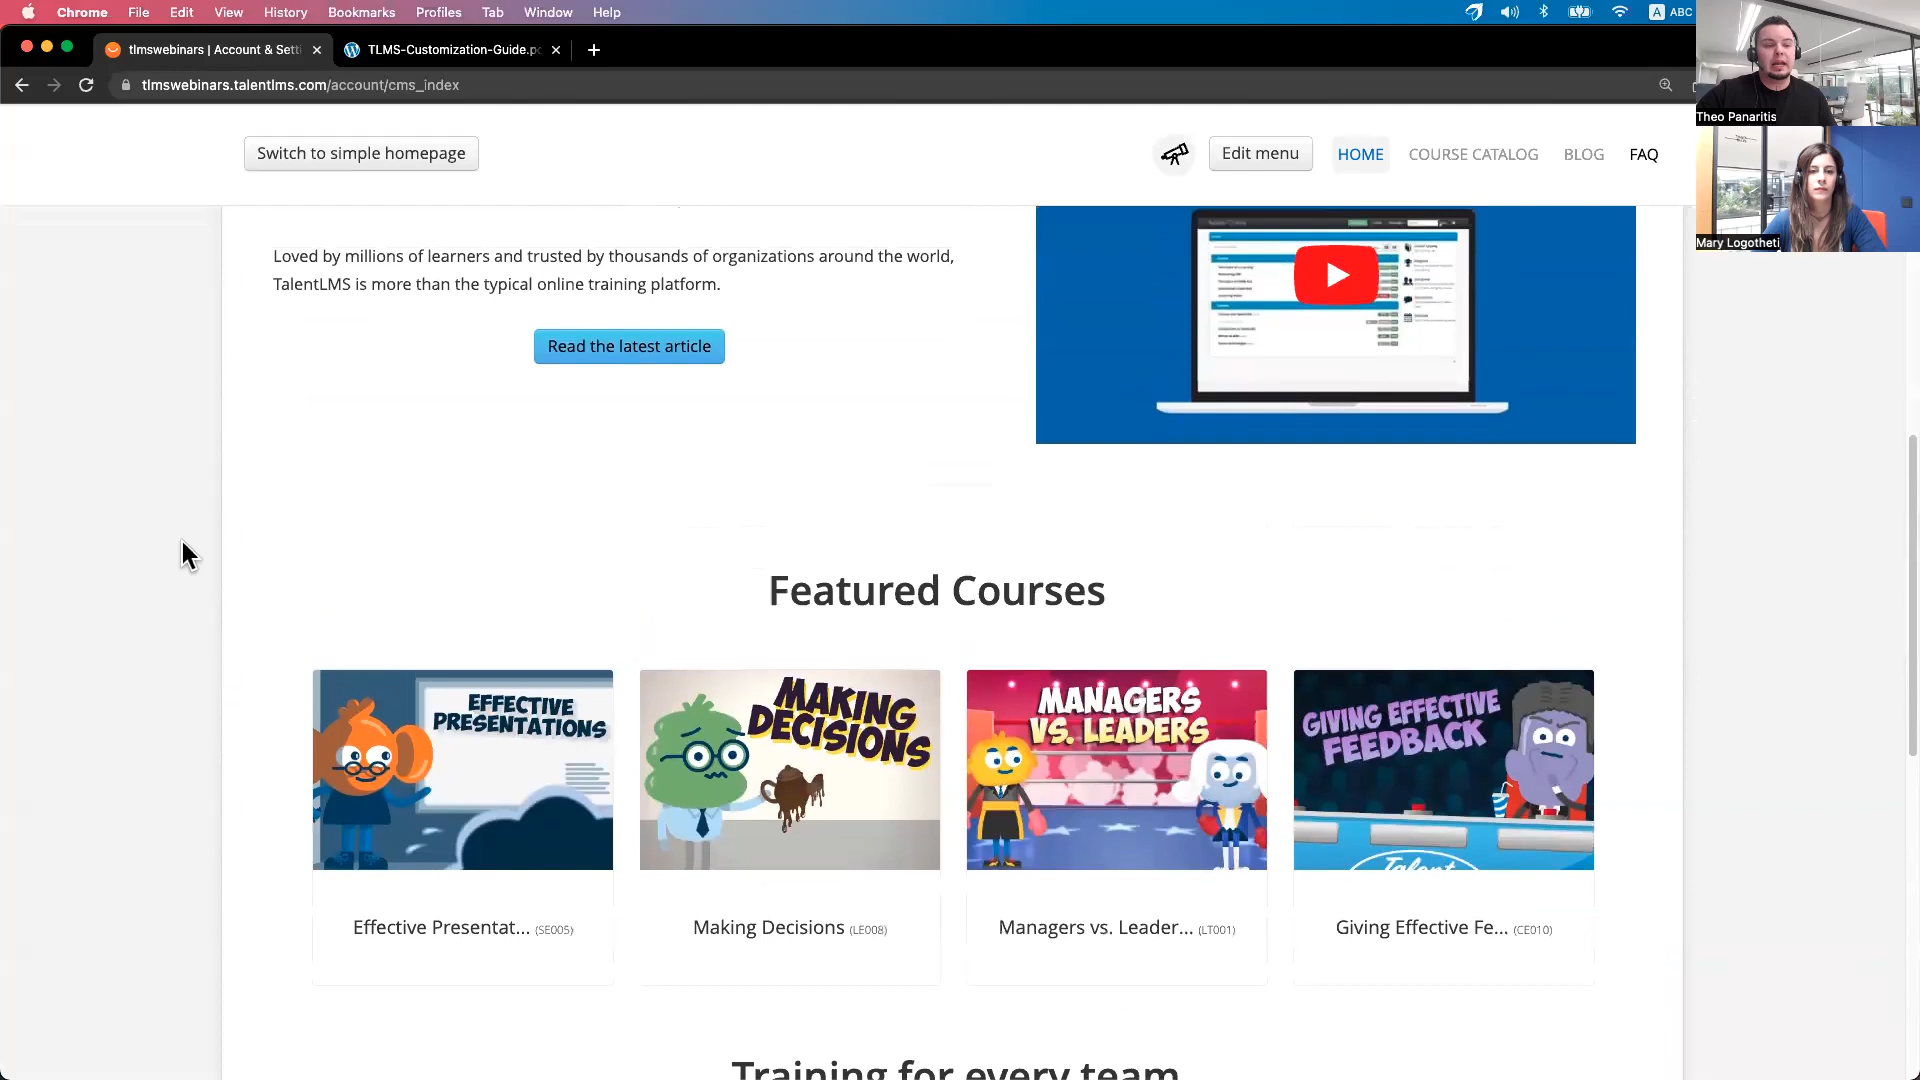 Chrome File Edit View History Bookmarks Profiles Tab Window Help
A ABC
tlmswebinars | Account & Setti
TLMS-Customization-Guide.pc
tlmswebinars.talentlms.com/account/cms_index
Theo Panaritis
Mary Logotheti
Switch to simple homepage
Edit menu
HOME
COURSE CATALOG
BLOG
FAQ
Loved by millions of learners and trusted by thousands of organizations around the world,
TalentLMS is more than the typical online training platform.
Read the latest article
Featured Courses
EFFECTIVE
PRESENTATIONS
MAKING
DECISIONS
MANAGERS
VS. LEADERS
GIVING EFFECTIVE
FEEDBACK
Talent
Effective Presentat... (SE005)
Making Decisions (LE008)
Managers vs. Leader... (LT001)
Giving Effective Fe... (CE010)
Training for every team